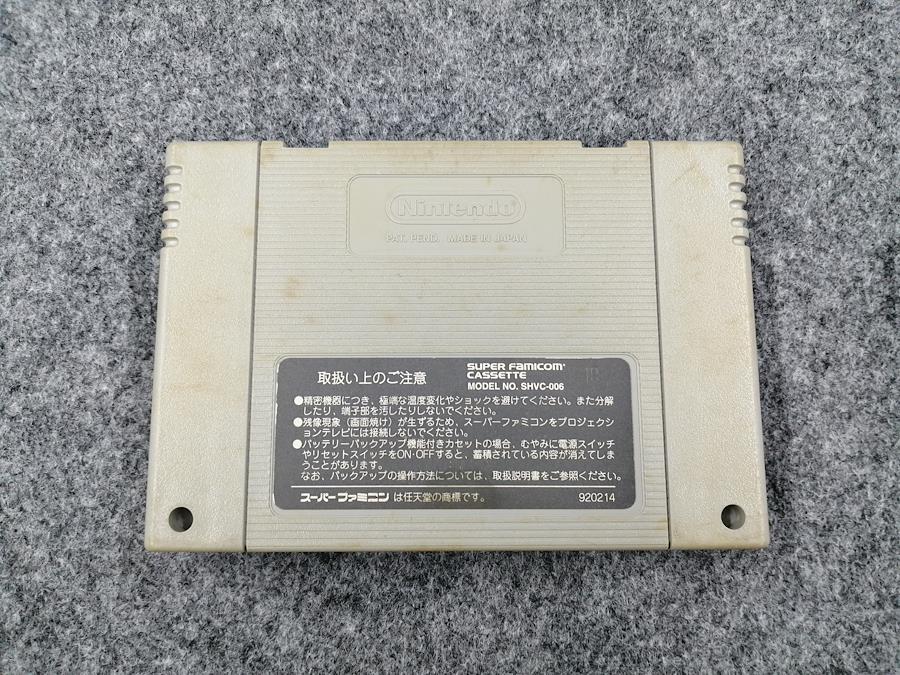 Nintendo
PAT. PEND. MADE IN JAPAN
取扱い上のご注意
SUPER FAMICOM
CASSETTE
MODEL NO. SHVC-006
●精密機器につき、極端な温度変化やショックを避けてください。また分解
したり、端子部を汚したりしないでください。
●残像現象（画面焼け）が生ずるため、スーパーファミコンをプロジェクシ
ョンテレビには接続しないでください。
●バッテリーバックアップ機能付きカセットの場合、むやみに電源スイッチ
やリセットスイッチをON・OFFすると、蓄積されている内容が消えてしま
うことがあります。
なお、バックアップの操作方法については、取扱説明書をご参照ください。
スーパーファミコン は任天堂の商標です。 920214